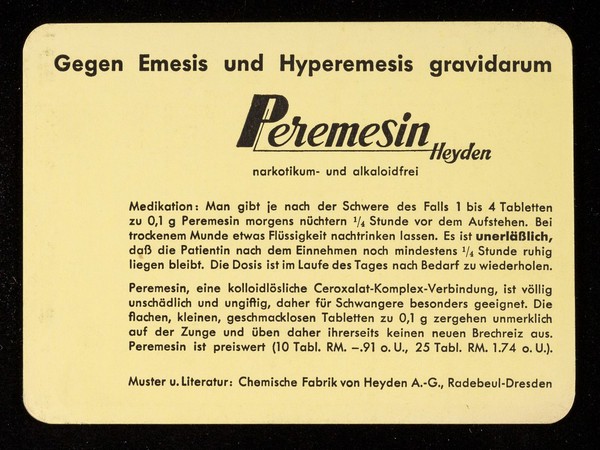 Gegen Emesis und Hyperemesis gravidarum
Peremesin
Heyden
narkotikum- und alkaloidfrei
Medikation: Man gibt je nach der Schwere des Falls 1 bis 4 Tabletten
zu 0,1 g Peremesin morgens nüchtern ¼ Stunde vor dem Aufstehen. Bei
trockenem Munde etwas Flüssigkeit nachtrinken lassen. Es ist unerläßlich,
daß die Patientin nach dem Einnehmen noch mindestens ¼ Stunde ruhig
liegen bleibt. Die Dosis ist im Laufe des Tages nach Bedarf zu wiederholen.
Peremesin, eine kolloidlösliche Ceroxalat-Komplex-Verbindung, ist völlig
unschädlich und ungiftig, daher für Schwangere besonders geeignet. Die
flachen, kleinen, geschmacklosen Tabletten zu 0,1 g zergehen unmerklich
auf der Zunge und üben daher ihrerseits keinen neuen Brechreiz aus.
Peremesin ist preiswert (10 Tabl. RM. –.91 o. U., 25 Tabl. RM. 1.74 o. U.).
Muster u. Literatur: Chemische Fabrik von Heyden A.-G., Radebeul-Dresden